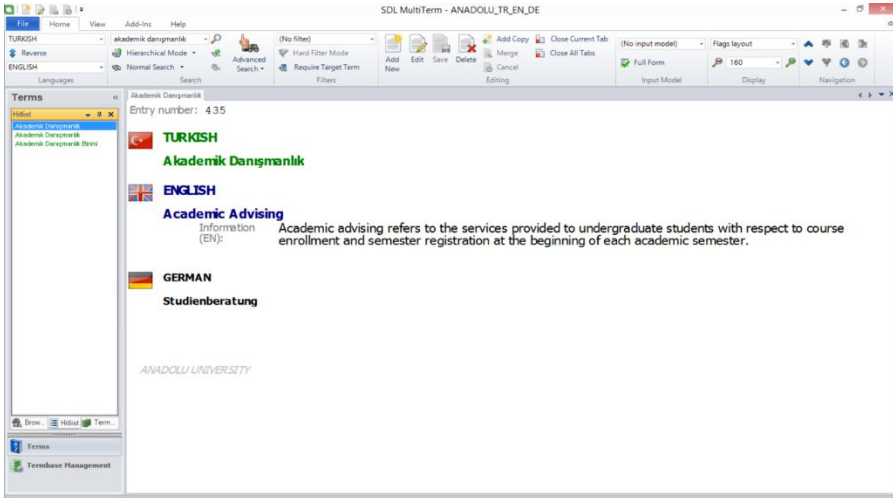 SDL MultiTerm - ANADOLU_TR_EN_DE
File Home View Add-Ins Help
TURKISH
Reverse
ENGLISH
Languages
akademik danışmanlık
Hierarchical Mode
Normal Search
Advanced Search
Search
(No filter)
Hard Filter Mode
Require Target Term
Filters
Add New
Edit
Save
Delete
Add Copy
Merge
Cancel
Close Current Tab
Close All Tabs
Editing
(No input model)
Full Form
Input Model
Flags layout
160
Display
Navigation
Terms
Hitlist
Akademik Danışmanlık
Akademik Danışmanlık
Akademik Danışmanlık Birimi
Brow... Hitlist Term...
Terms
Termbase Management
Akademik Danışmanlık
Entry number: 435
TURKISH
Akademik Danışmanlık
ENGLISH
Academic Advising
Information (EN):
Academic advising refers to the services provided to undergraduate students with respect to course
enrollment and semester registration at the beginning of each academic semester.
GERMAN
Studienberatung
ANADOLU UNIVERSITY